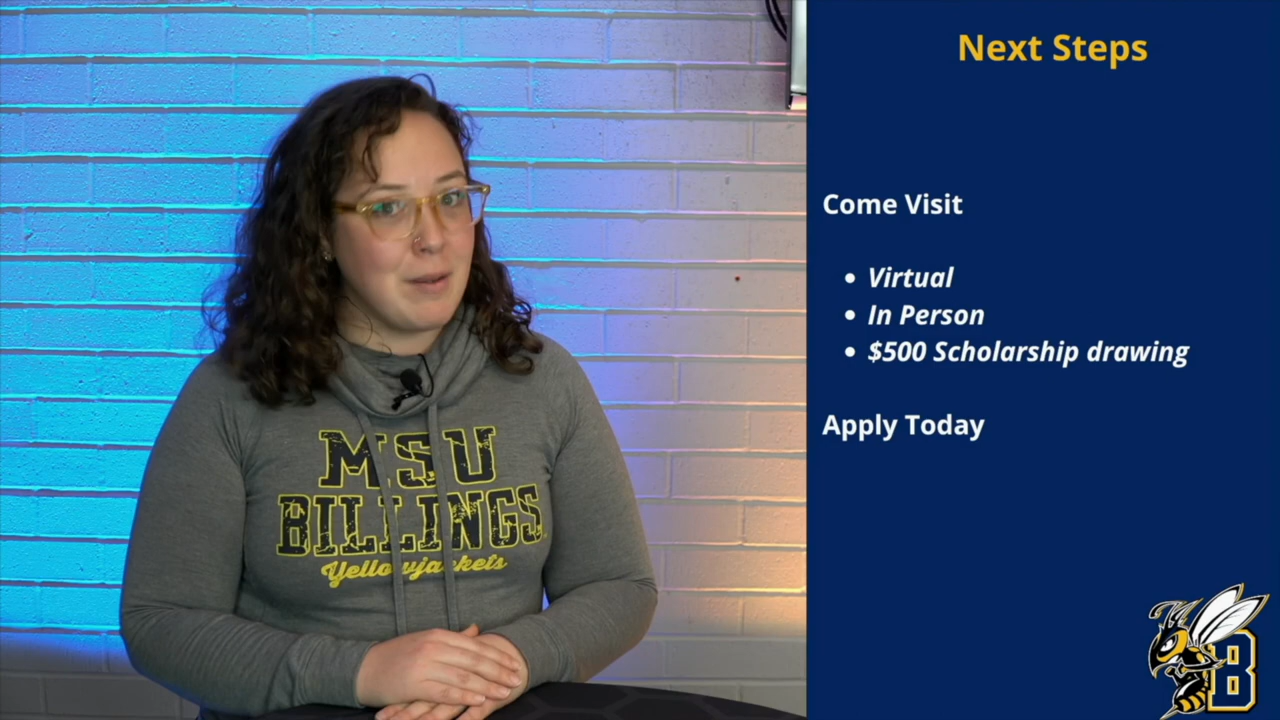 MSU
BILLINGS
Yellowjackets
Next Steps
Come Visit
Virtual
In Person
$500 Scholarship drawing
Apply Today
B